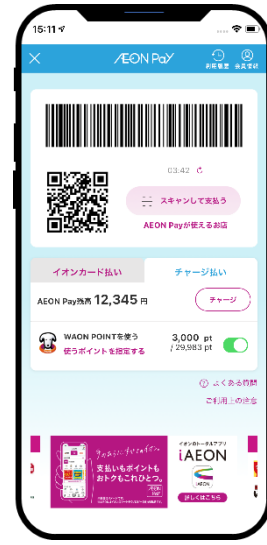 15:11
AEON Pay
利用履歴 会員情報
03:42
スキャンして支払う
AEON Payが使えるお店
イオンカード払い チャージ払い
AEON Pay残高 12,345 円 チャージ
WAON POINTを使う 3,000 pt
使うポイントを指定する / 29,983 pt
よくある質問
ご利用上の注意
支払いもポイントも
おトクもこれひとつ。
イオンのトータルアプリ
iAEON
詳しくはこちら